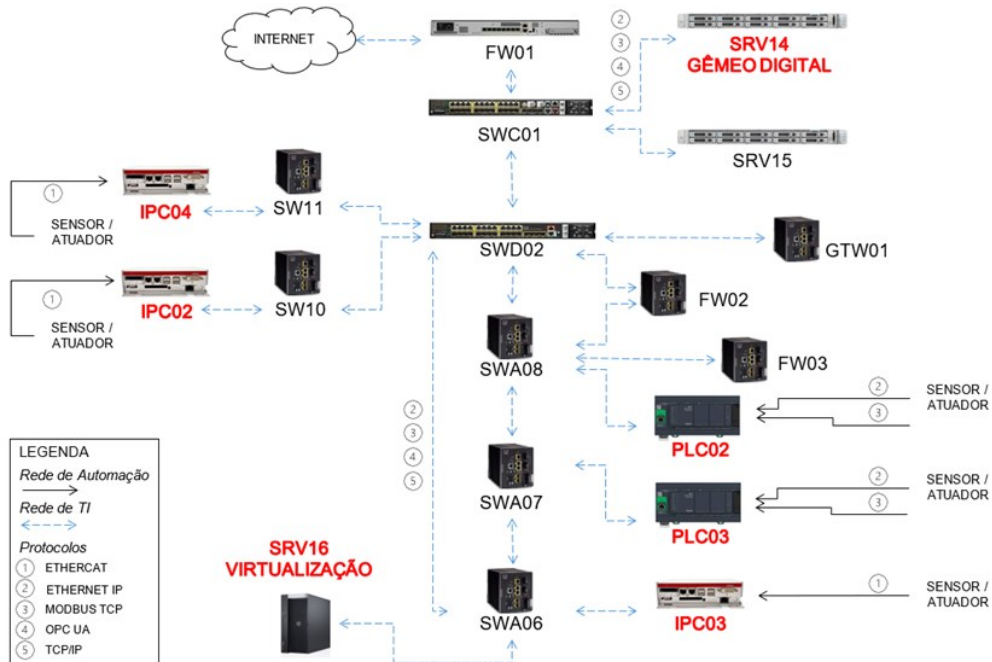 INTERNET
FW01
2
3
4
5
SRV14
GÊMEO DIGITAL
SWC01
SRV15
1
SENSOR /
ATUADOR
IPC04
SW11
SWD02
GTW01
1
SENSOR /
ATUADOR
IPC02
SW10
FW02
SWA08
FW03
2
3
SENSOR /
ATUADOR
PLC02
2
3
4
5
SWA07
2
3
SENSOR /
ATUADOR
PLC03
SRV16
VIRTUALIZAÇÃO
SWA06
IPC03
1
SENSOR /
ATUADOR
LEGENDA
Rede de Automação
Rede de TI
Protocolos
1 ETHERCAT
2 ETHERNET IP
3 MODBUS TCP
4 OPC UA
5 TCP/IP